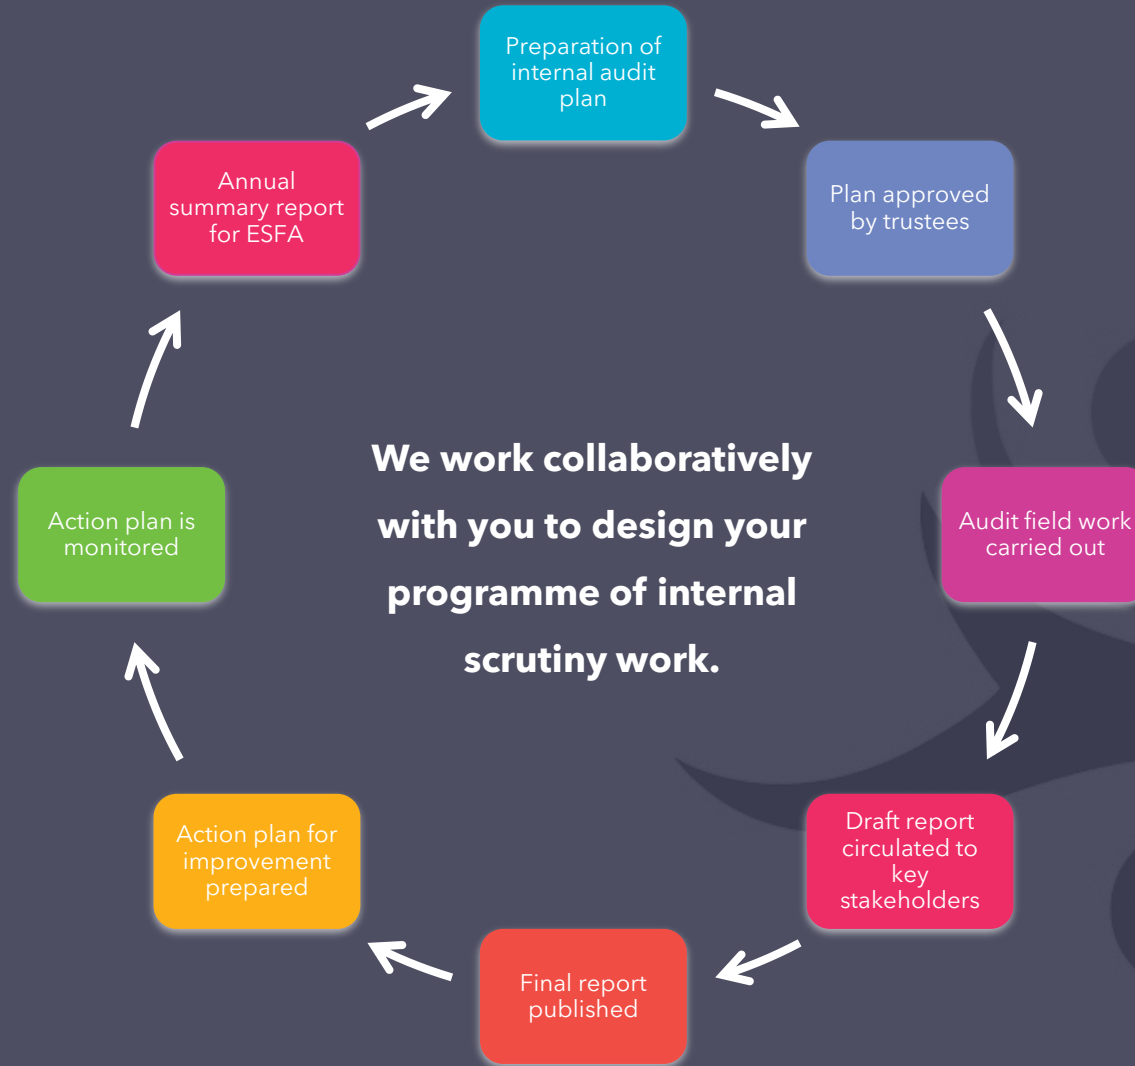 Preparation of
internal audit
plan
Plan approved
by trustees
Audit field work
carried out
Draft report
circulated to
key
stakeholders
Final report
published
Action plan for
improvement
prepared
Action plan is
monitored
Annual
summary report
for ESFA
We work collaboratively
with you to design your
programme of internal
scrutiny work.